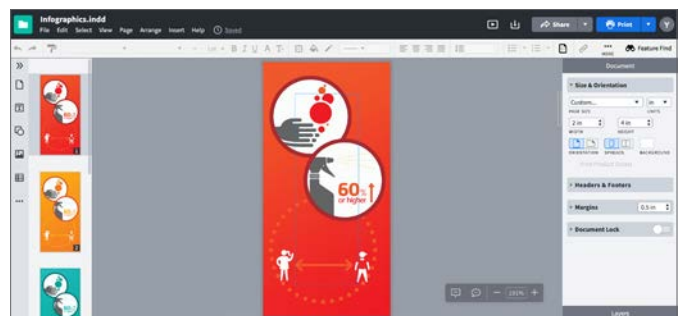 Infographics.indd
File Edit Select View Page Arrange Insert Help Saved
Share
Print
Y
B I U A T
MORE
Feature Find
Document
Size & Orientation
Custom... in
PAGE SIZE UNITS
2 in 4 in
WIDTH HEIGHT
ORIENTATION SPREADS BACKGROUND
Headers & Footers
Margins 0.5 in
Document Lock
Layers
1
2
60%
or higher
60%